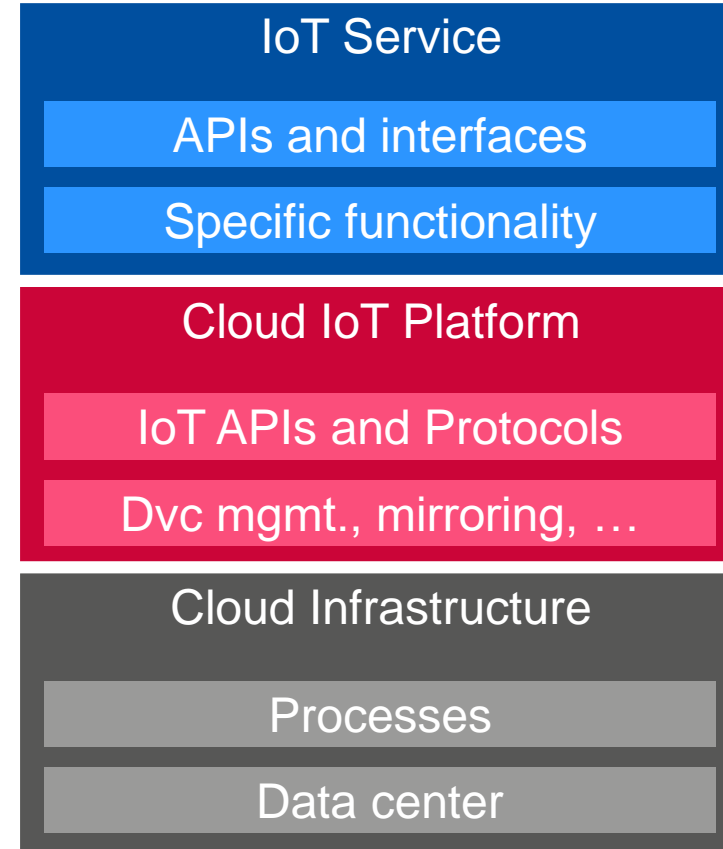 IoT Service
APIs and interfaces
Specific functionality
Cloud IoT Platform
IoT APIs and Protocols
Dvc mgmt., mirroring, …
Cloud Infrastructure
Processes
Data center